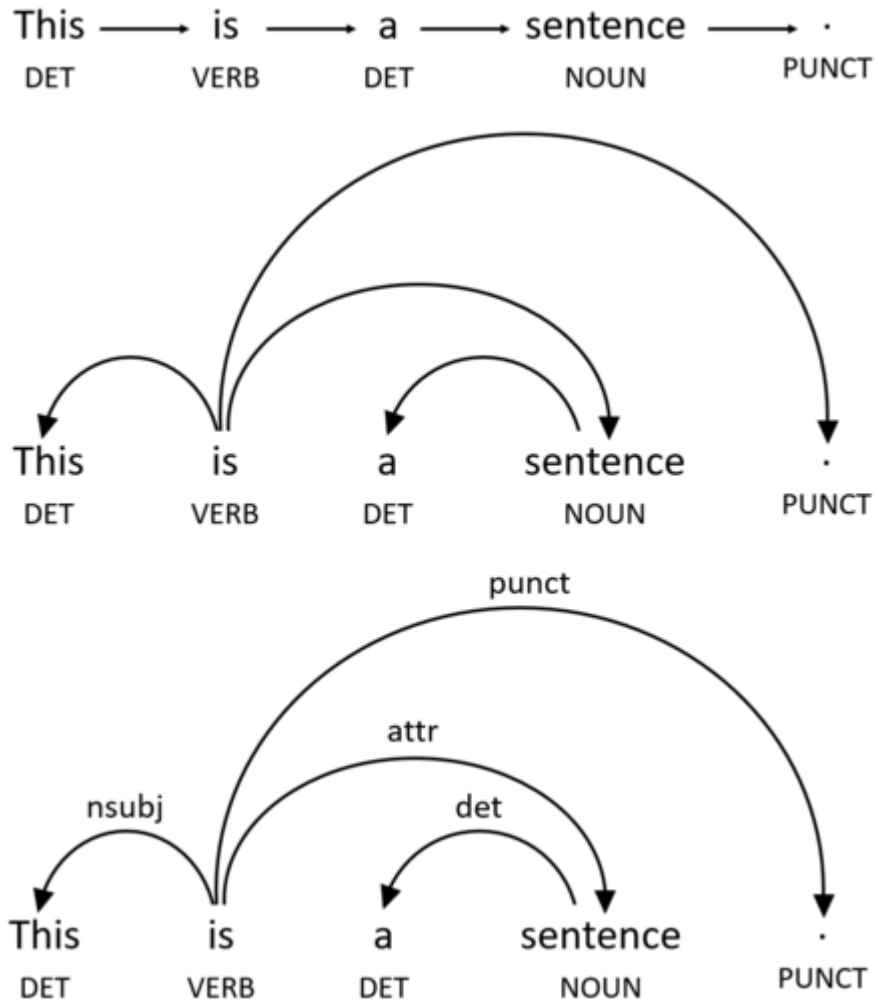 This is a sentence .
DET VERB DET NOUN PUNCT
This is a sentence .
DET VERB DET NOUN PUNCT
punct
attr
nsubj det
This is a sentence .
DET VERB DET NOUN PUNCT